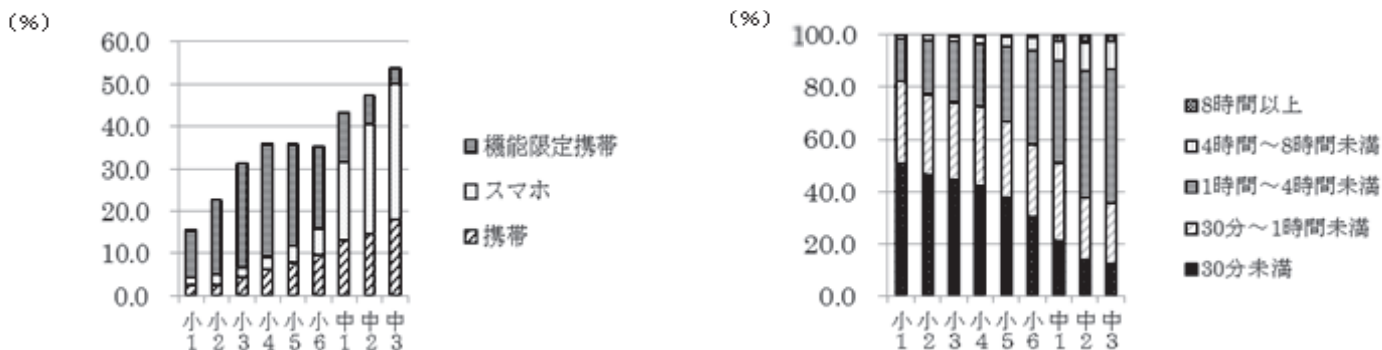 (%)
60.0
50.0
40.0
30.0
20.0
10.0
0.0
小1 小2 小3 小4 小5 小6 中1 中2 中3
機能限定携帯
スマホ
携帯
(%)
100.0
80.0
60.0
40.0
20.0
0.0
小1 小2 小3 小4 小5 小6 中1 中2 中3
8時間以上
4時間～8時間未満
1時間～4時間未満
30分～1時間未満
30分未満